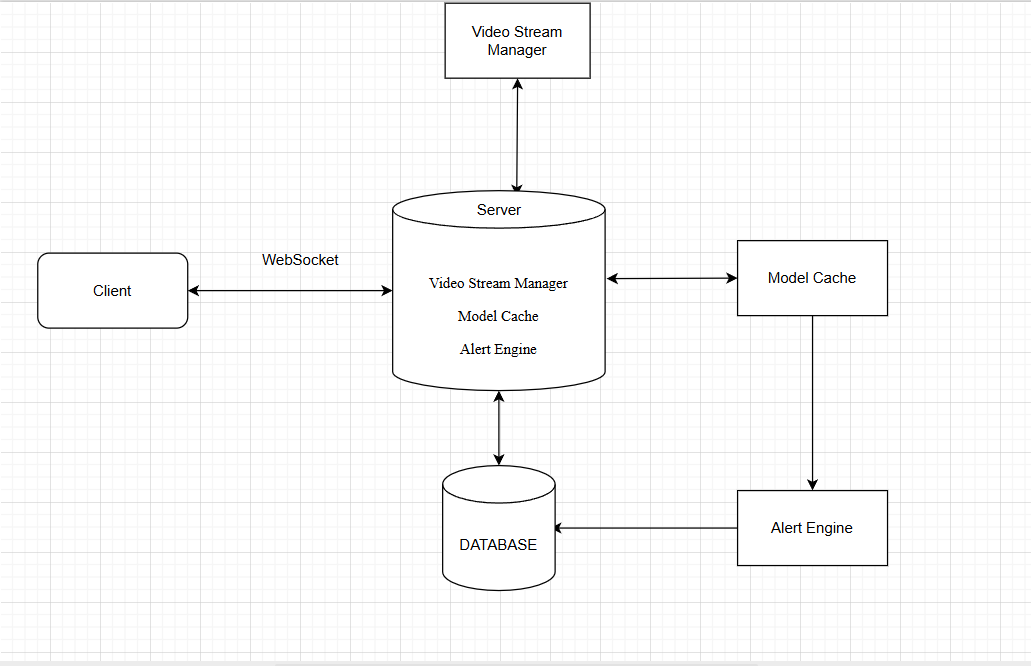 Video Stream
Manager
Server
WebSocket
Client
Video Stream Manager
Model Cache
Alert Engine
Model Cache
Alert Engine
DATABASE